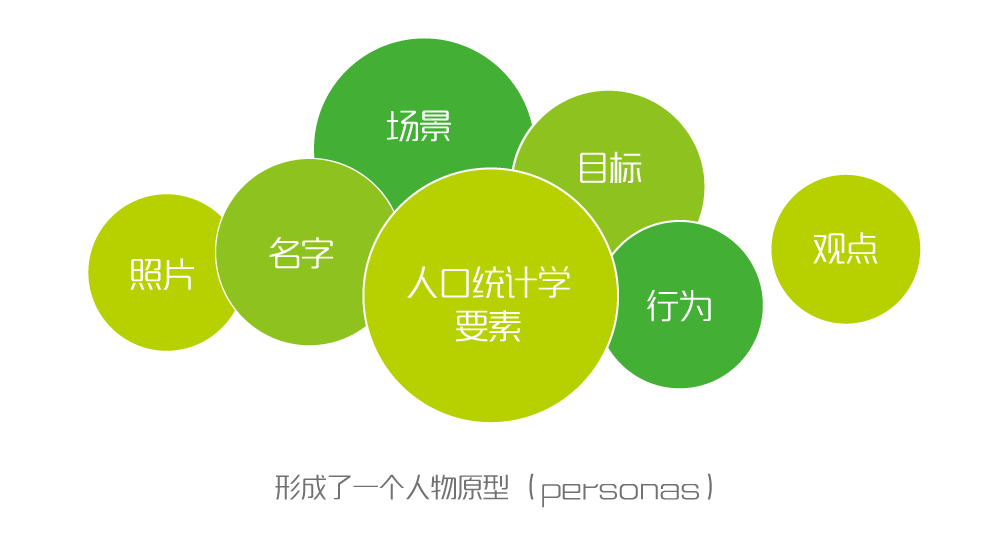 场景
目标
照片
名字
人口统计学
要素
行为
观点
形成了一个人物原型（personas）